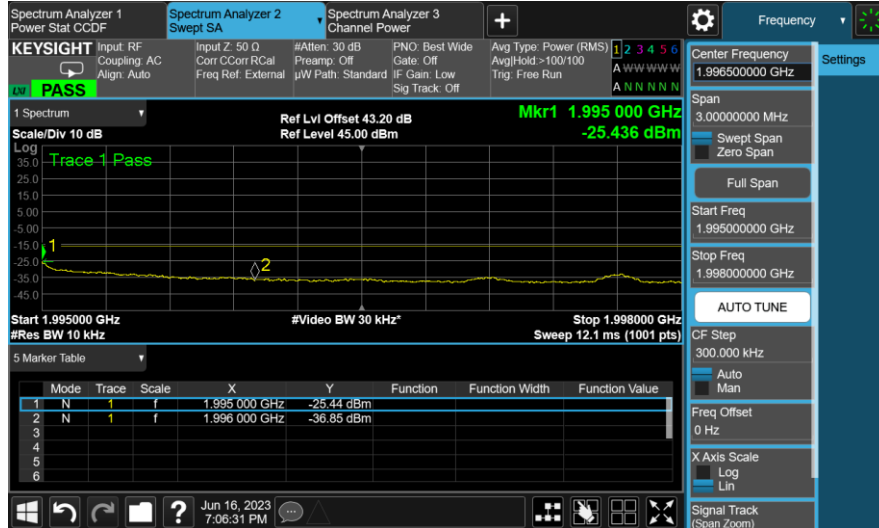 Spectrum Analyzer 1
Power Stat CCDF
Spectrum Analyzer 2
Swept SA
Spectrum Analyzer 3
Channel Power
Frequency
KEYSIGHT
Input: RF
Coupling: AC
Align: Auto
Input Z: 50 Ω
Corr CCorr RCal
Freq Ref: External
#Atten: 30 dB
Preamp: Off
µW Path: Standard
PNO: Best Wide
Gate: Off
IF Gain: Low
Sig Track: Off
Avg Type: Power (RMS)
Avg|Hold:>100/100
Trig: Free Run
1 2 3 4 5 6
A W W W W W
A N N N N N
LXI PASS
1 Spectrum
Scale/Div 10 dB
Ref Lvl Offset 43.20 dB
Ref Level 45.00 dBm
Mkr1 1.995 000 GHz
-25.436 dBm
Log
Trace 1 Pass
35.0
25.0
15.0
5.00
-5.00
-15.0
-25.0
-35.0
-45.0
1
2
Start 1.995000 GHz
#Video BW 30 kHz*
Stop 1.998000 GHz
#Res BW 10 kHz
Sweep 12.1 ms (1001 pts)
5 Marker Table
Mode Trace Scale X Y Function Function Width Function Value
1 N 1 f 1.995 000 GHz -25.44 dBm
2 N 1 f 1.996 000 GHz -36.85 dBm
3
4
5
6
Jun 16, 2023
7:06:31 PM
Center Frequency
1.996500000 GHz
Span
3.00000000 MHz
Swept Span
Zero Span
Full Span
Start Freq
1.995000000 GHz
Stop Freq
1.998000000 GHz
AUTO TUNE
CF Step
300.000 kHz
Auto
Man
Freq Offset
0 Hz
X Axis Scale
Log
Lin
Signal Track
(Span Zoom)
Settings